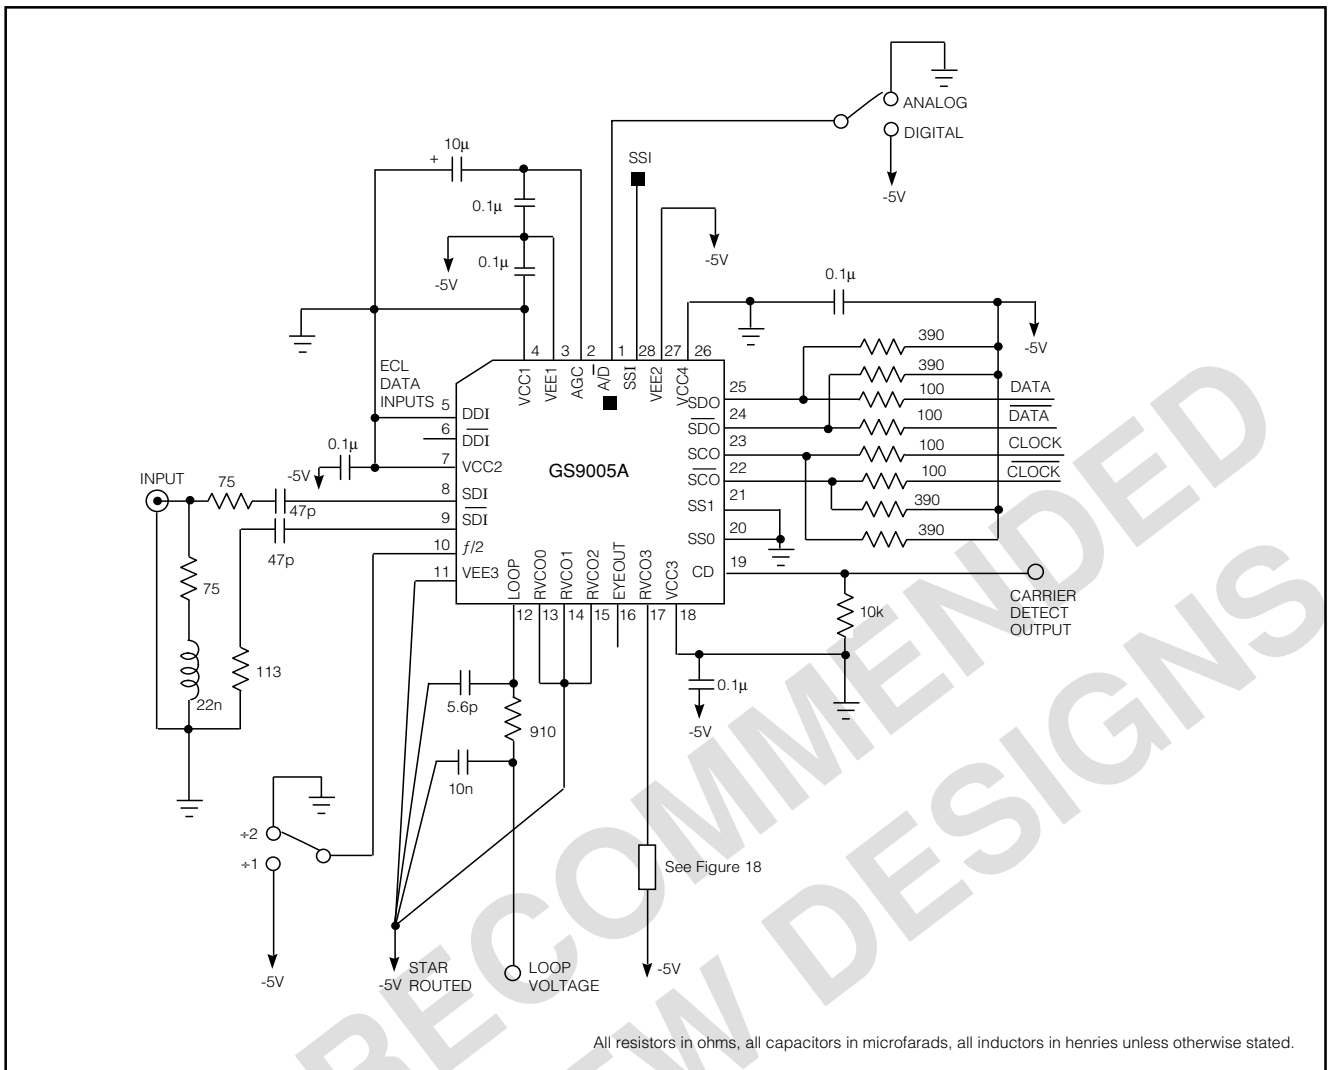 ANALOG
DIGITAL
-5V
10µ
+
0.1µ
SSI
-5V
0.1µ
-5V
0.1µ
390
-5V
4 3 2 1 28 27 26
VCC1 VEE1 AGC A/D SSI VEE2 VCC4
390
ECL
DATA
INPUTS
25 SDO 100 DATA
24 SDO 100 DATA
5 DDI
6 DDI
23 SCO 100 CLOCK
0.1µ
-5V
7 VCC2
GS9005A
22 SCO 100 CLOCK
INPUT
75
47p
8 SDI
21 SS1 390
9 SDI
47p
20 SS0 390
10 f/2
11 VEE3
19 CD
CARRIER
DETECT
OUTPUT
LOOP RVCO0 RVCO1 RVCO2 EYEOUT RVCO3 VCC3
12 13 14 15 16 17 18
75
10k
113
22n
5.6p
0.1µ
-5V
910
10n
÷2
÷1
See Figure 18
-5V
-5V STAR
ROUTED
LOOP
VOLTAGE
-5V
All resistors in ohms, all capacitors in microfarads, all inductors in henries unless otherwise stated.
RECOMMENDED
EW DESIGNS